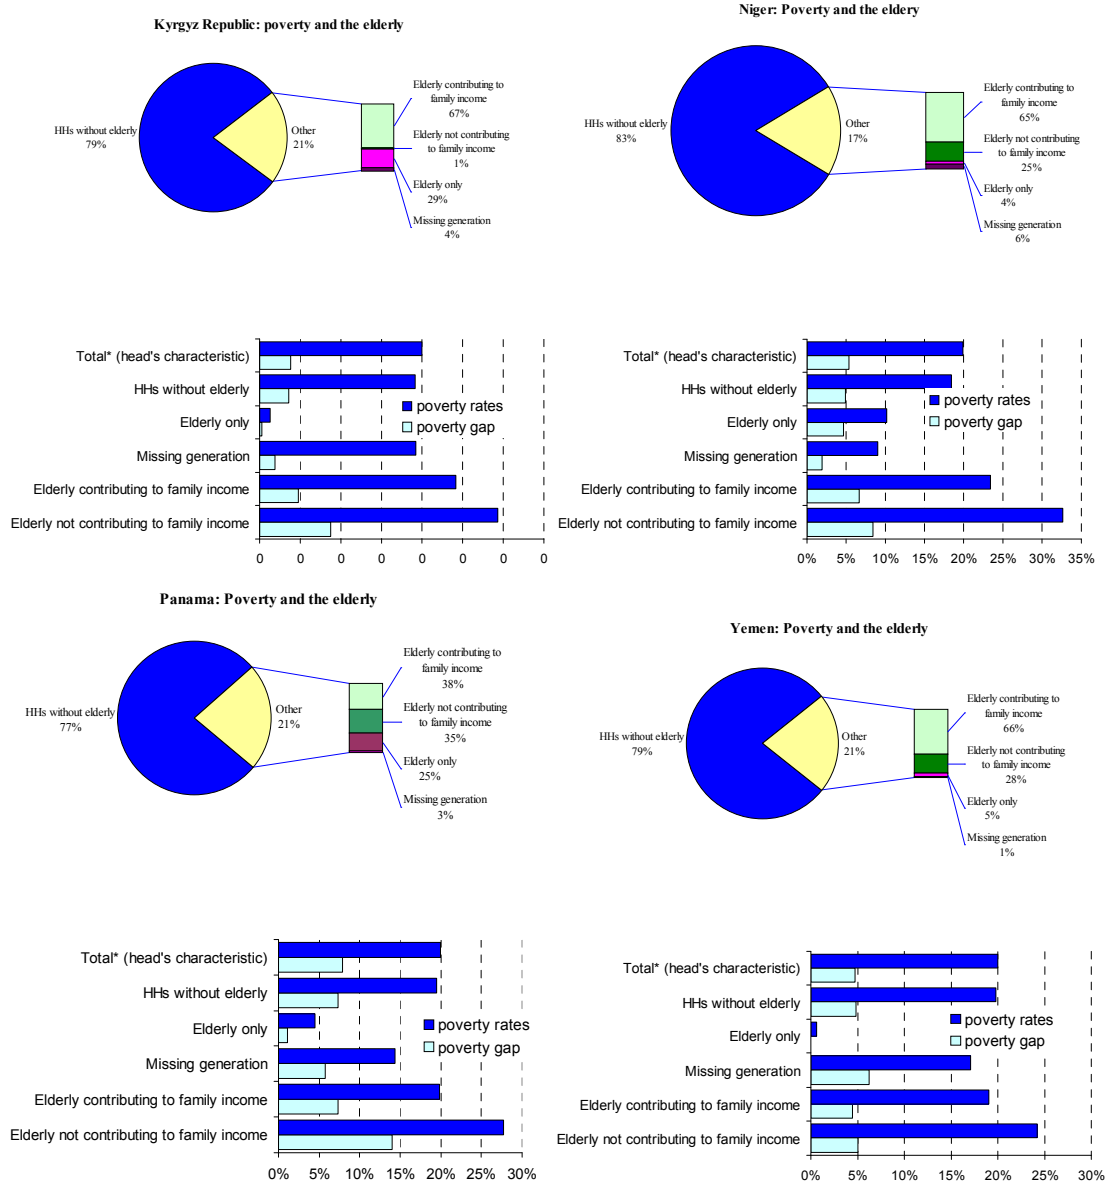 Kyrgyz Republic: poverty and the elderly
HHs without elderly
79%
Other
21%
Elderly contributing to
family income
67%
Elderly not contributing
to family income
1%
Elderly only
29%
Missing generation
4%
Niger: Poverty and the eldery
HHs without elderly
83%
Other
17%
Elderly contributing to
family income
65%
Elderly not contributing
to family income
25%
Elderly only
4%
Missing generation
6%
Total* (head's characteristic)
HHs without elderly
Elderly only
Missing generation
Elderly contributing to family income
Elderly not contributing to family income
poverty rates
poverty gap
0 0 0 0 0 0 0 0
Total* (head's characteristic)
HHs without elderly
Elderly only
Missing generation
Elderly contributing to family income
Elderly not contributing to family income
poverty rates
poverty gap
0% 5% 10% 15% 20% 25% 30% 35%
Panama: Poverty and the elderly
HHs without elderly
77%
Other
21%
Elderly contributing to
family income
38%
Elderly not contributing
to family income
35%
Elderly only
25%
Missing generation
3%
Yemen: Poverty and the elderly
HHs without elderly
79%
Other
21%
Elderly contributing to
family income
66%
Elderly not contributing
to family income
28%
Elderly only
5%
Missing generation
1%
Total* (head's characteristic)
HHs without elderly
Elderly only
Missing generation
Elderly contributing to family income
Elderly not contributing to family income
poverty rates
poverty gap
0% 5% 10% 15% 20% 25% 30%
Total* (head's characteristic)
HHs without elderly
Elderly only
Missing generation
Elderly contributing to family income
Elderly not contributing to family income
poverty rates
poverty gap
0% 5% 10% 15% 20% 25% 30%